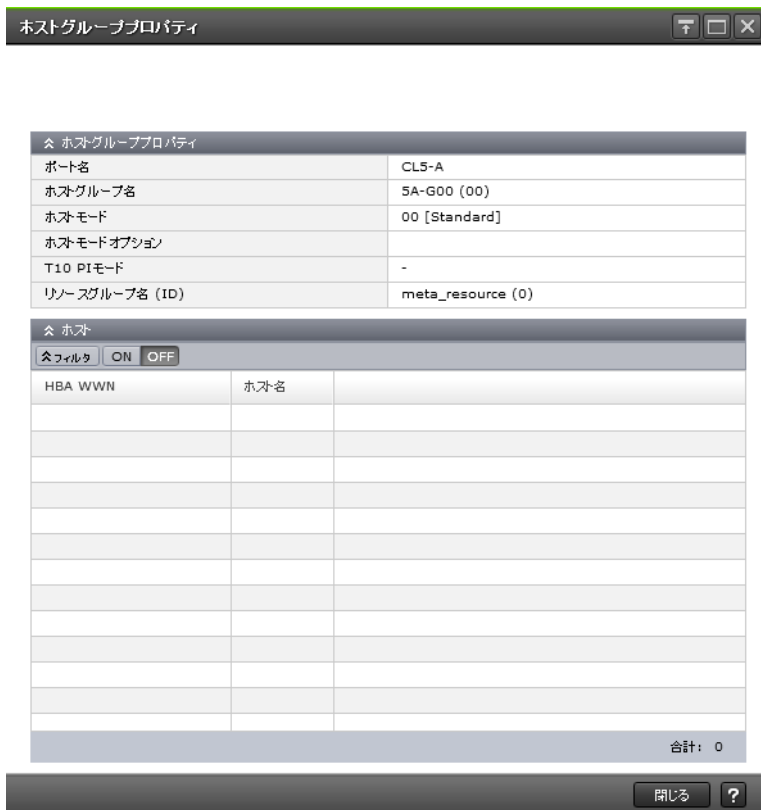 ホストグループプロパティ
ホストグループプロパティ
ポート名 CL5-A
ホストグループ名 5A-G00 (00)
ホストモード 00 [Standard]
ホストモードオプション
T10 PIモード -
リソースグループ名 (ID) meta_resource (0)
ホスト
フィルタ ON OFF
HBA WWN ホスト名
合計: 0
閉じる ?